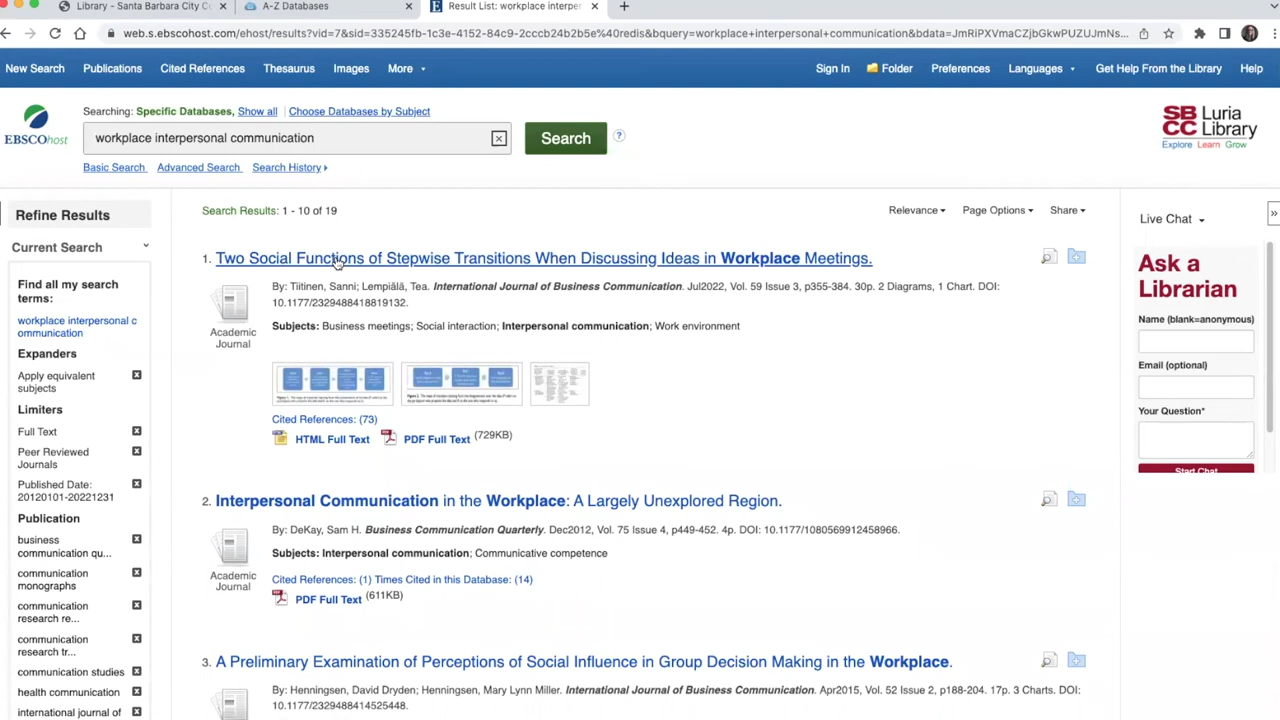 Library - Santa Barbara City C
A-Z Databases
Result List: workplace interper
web.s.ebscohost.com/ehost/results?vid=7&sid=335245fb-1c3e-4152-84c9-2cccb24b2b5e%40redis&bquery=workplace+interpersonal+communication&bdata=JmRiPXVmaCZjbGkwPUZUJmNs...
New Search Publications Cited References Thesaurus Images More Sign In Folder Preferences Languages Get Help From the Library Help
Searching: Specific Databases, Show all Choose Databases by Subject
EBSCOhost
workplace interpersonal communication
Search
Basic Search Advanced Search Search History
SB CC Luria Library
Explore Learn Grow
Refine Results
Current Search
Find all my search
terms:
workplace interpersonal c
ommunication
Expanders
Apply equivalent
subjects
Limiters
Full Text
Peer Reviewed
Journals
Published Date:
20120101-20221231
Publication
business
communication qu...
communication
monographs
communication
research re...
communication
research tr...
communication studies
health communication
international journal of
Search Results: 1 - 10 of 19
Relevance Page Options Share
1. Two Social Functions of Stepwise Transitions When Discussing Ideas in Workplace Meetings.
By: Tiitinen, Sanni; Lempiälä, Tea. International Journal of Business Communication. Jul2022, Vol. 59 Issue 3, p355-384. 30p. 2 Diagrams, 1 Chart. DOI:
10.1177/2329488418819132.
Academic
Journal
Subjects: Business meetings; Social interaction; Interpersonal communication; Work environment
Cited References: (73)
HTML Full Text PDF Full Text (729KB)
2. Interpersonal Communication in the Workplace: A Largely Unexplored Region.
By: DeKay, Sam H. Business Communication Quarterly. Dec2012, Vol. 75 Issue 4, p449-452. 4p. DOI: 10.1177/1080569912458966.
Academic
Journal
Subjects: Interpersonal communication; Communicative competence
Cited References: (1) Times Cited in this Database: (14)
PDF Full Text (611KB)
3. A Preliminary Examination of Perceptions of Social Influence in Group Decision Making in the Workplace.
By: Henningsen, David Dryden; Henningsen, Mary Lynn Miller. International Journal of Business Communication. Apr2015, Vol. 52 Issue 2, p188-204. 17p. 3 Charts. DOI:
10.1177/2329488414525448.
Live Chat
Ask a
Librarian
Name (blank=anonymous)
Email (optional)
Your Question*
Start Chat